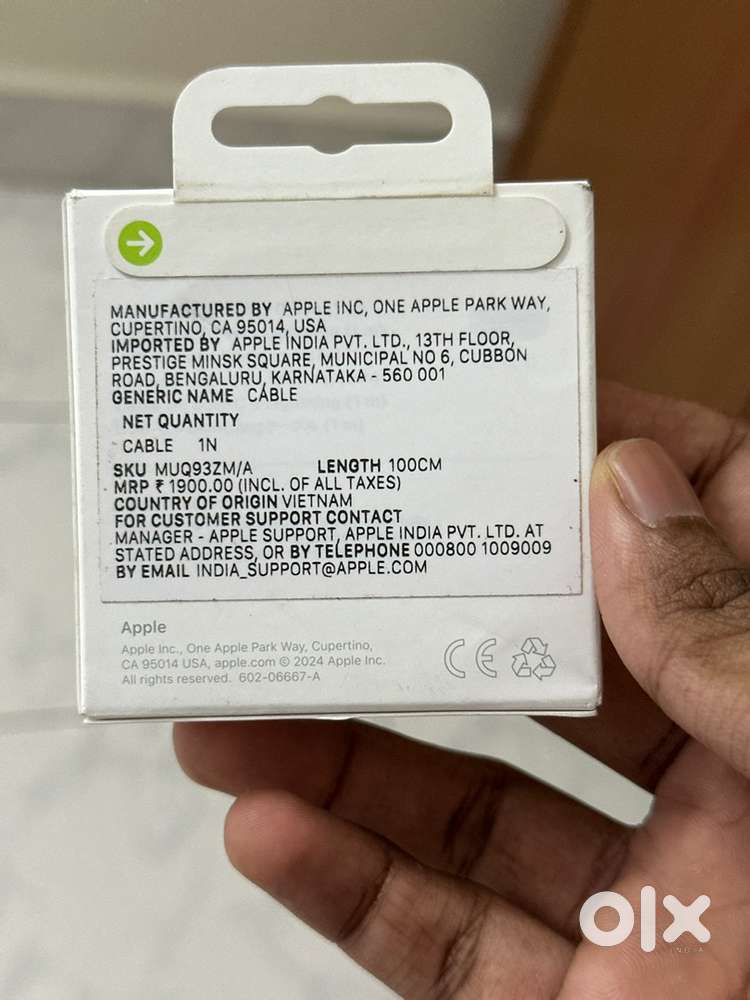 MANUFACTURED BY APPLE INC, ONE APPLE PARK WAY,
CUPERTINO, CA 95014, USA
IMPORTED BY APPLE INDIA PVT. LTD., 13TH FLOOR,
PRESTIGE MINSK SQUARE, MUNICIPAL NO 6, CUBBON
ROAD, BENGALURU, KARNATAKA - 560 001
GENERIC NAME CABLE
NET QUANTITY
CABLE 1N
SKU MUQ93ZM/A LENGTH 100CM
MRP ₹ 1900.00 (INCL. OF ALL TAXES)
COUNTRY OF ORIGIN VIETNAM
FOR CUSTOMER SUPPORT CONTACT
MANAGER - APPLE SUPPORT, APPLE INDIA PVT. LTD. AT
STATED ADDRESS, OR BY TELEPHONE 000800 1009009
BY EMAIL INDIA_SUPPORT@APPLE.COM
Apple
Apple Inc., One Apple Park Way, Cupertino,
CA 95014 USA, apple.com © 2024 Apple Inc.
All rights reserved. 602-06667-A
CE
olx
INDIA